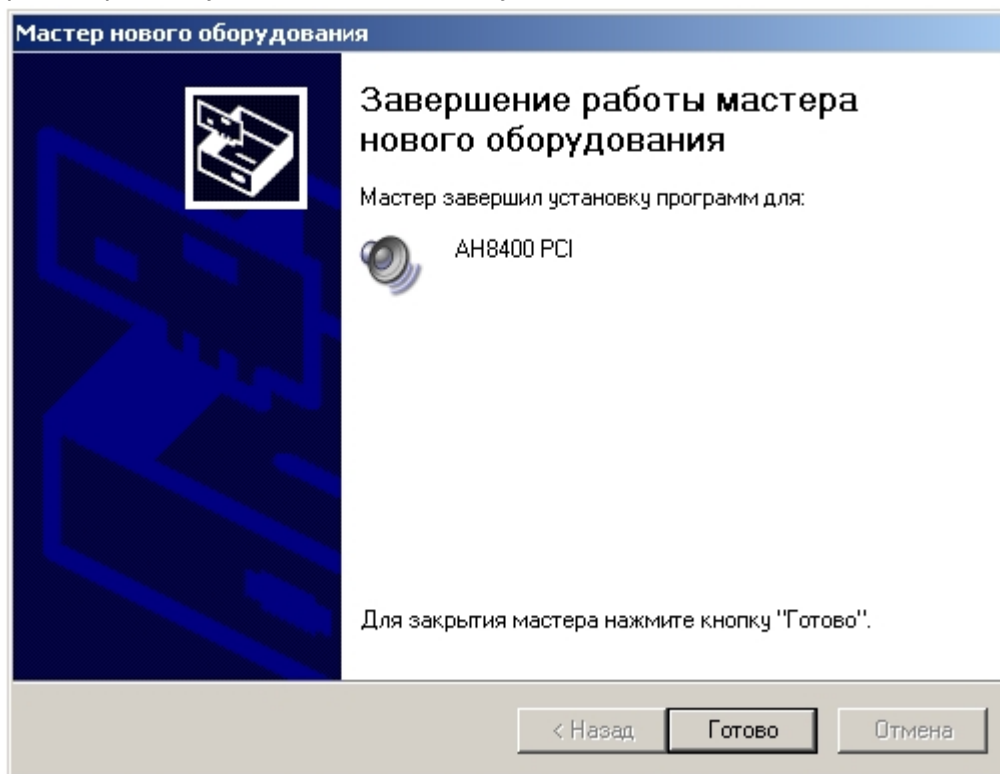 Мастер нового оборудования
Завершение работы мастера
нового оборудования
Мастер завершил установку программ для:
AH8400 PCI
Для закрытия мастера нажмите кнопку "Готово".
< Назад Готово Отмена